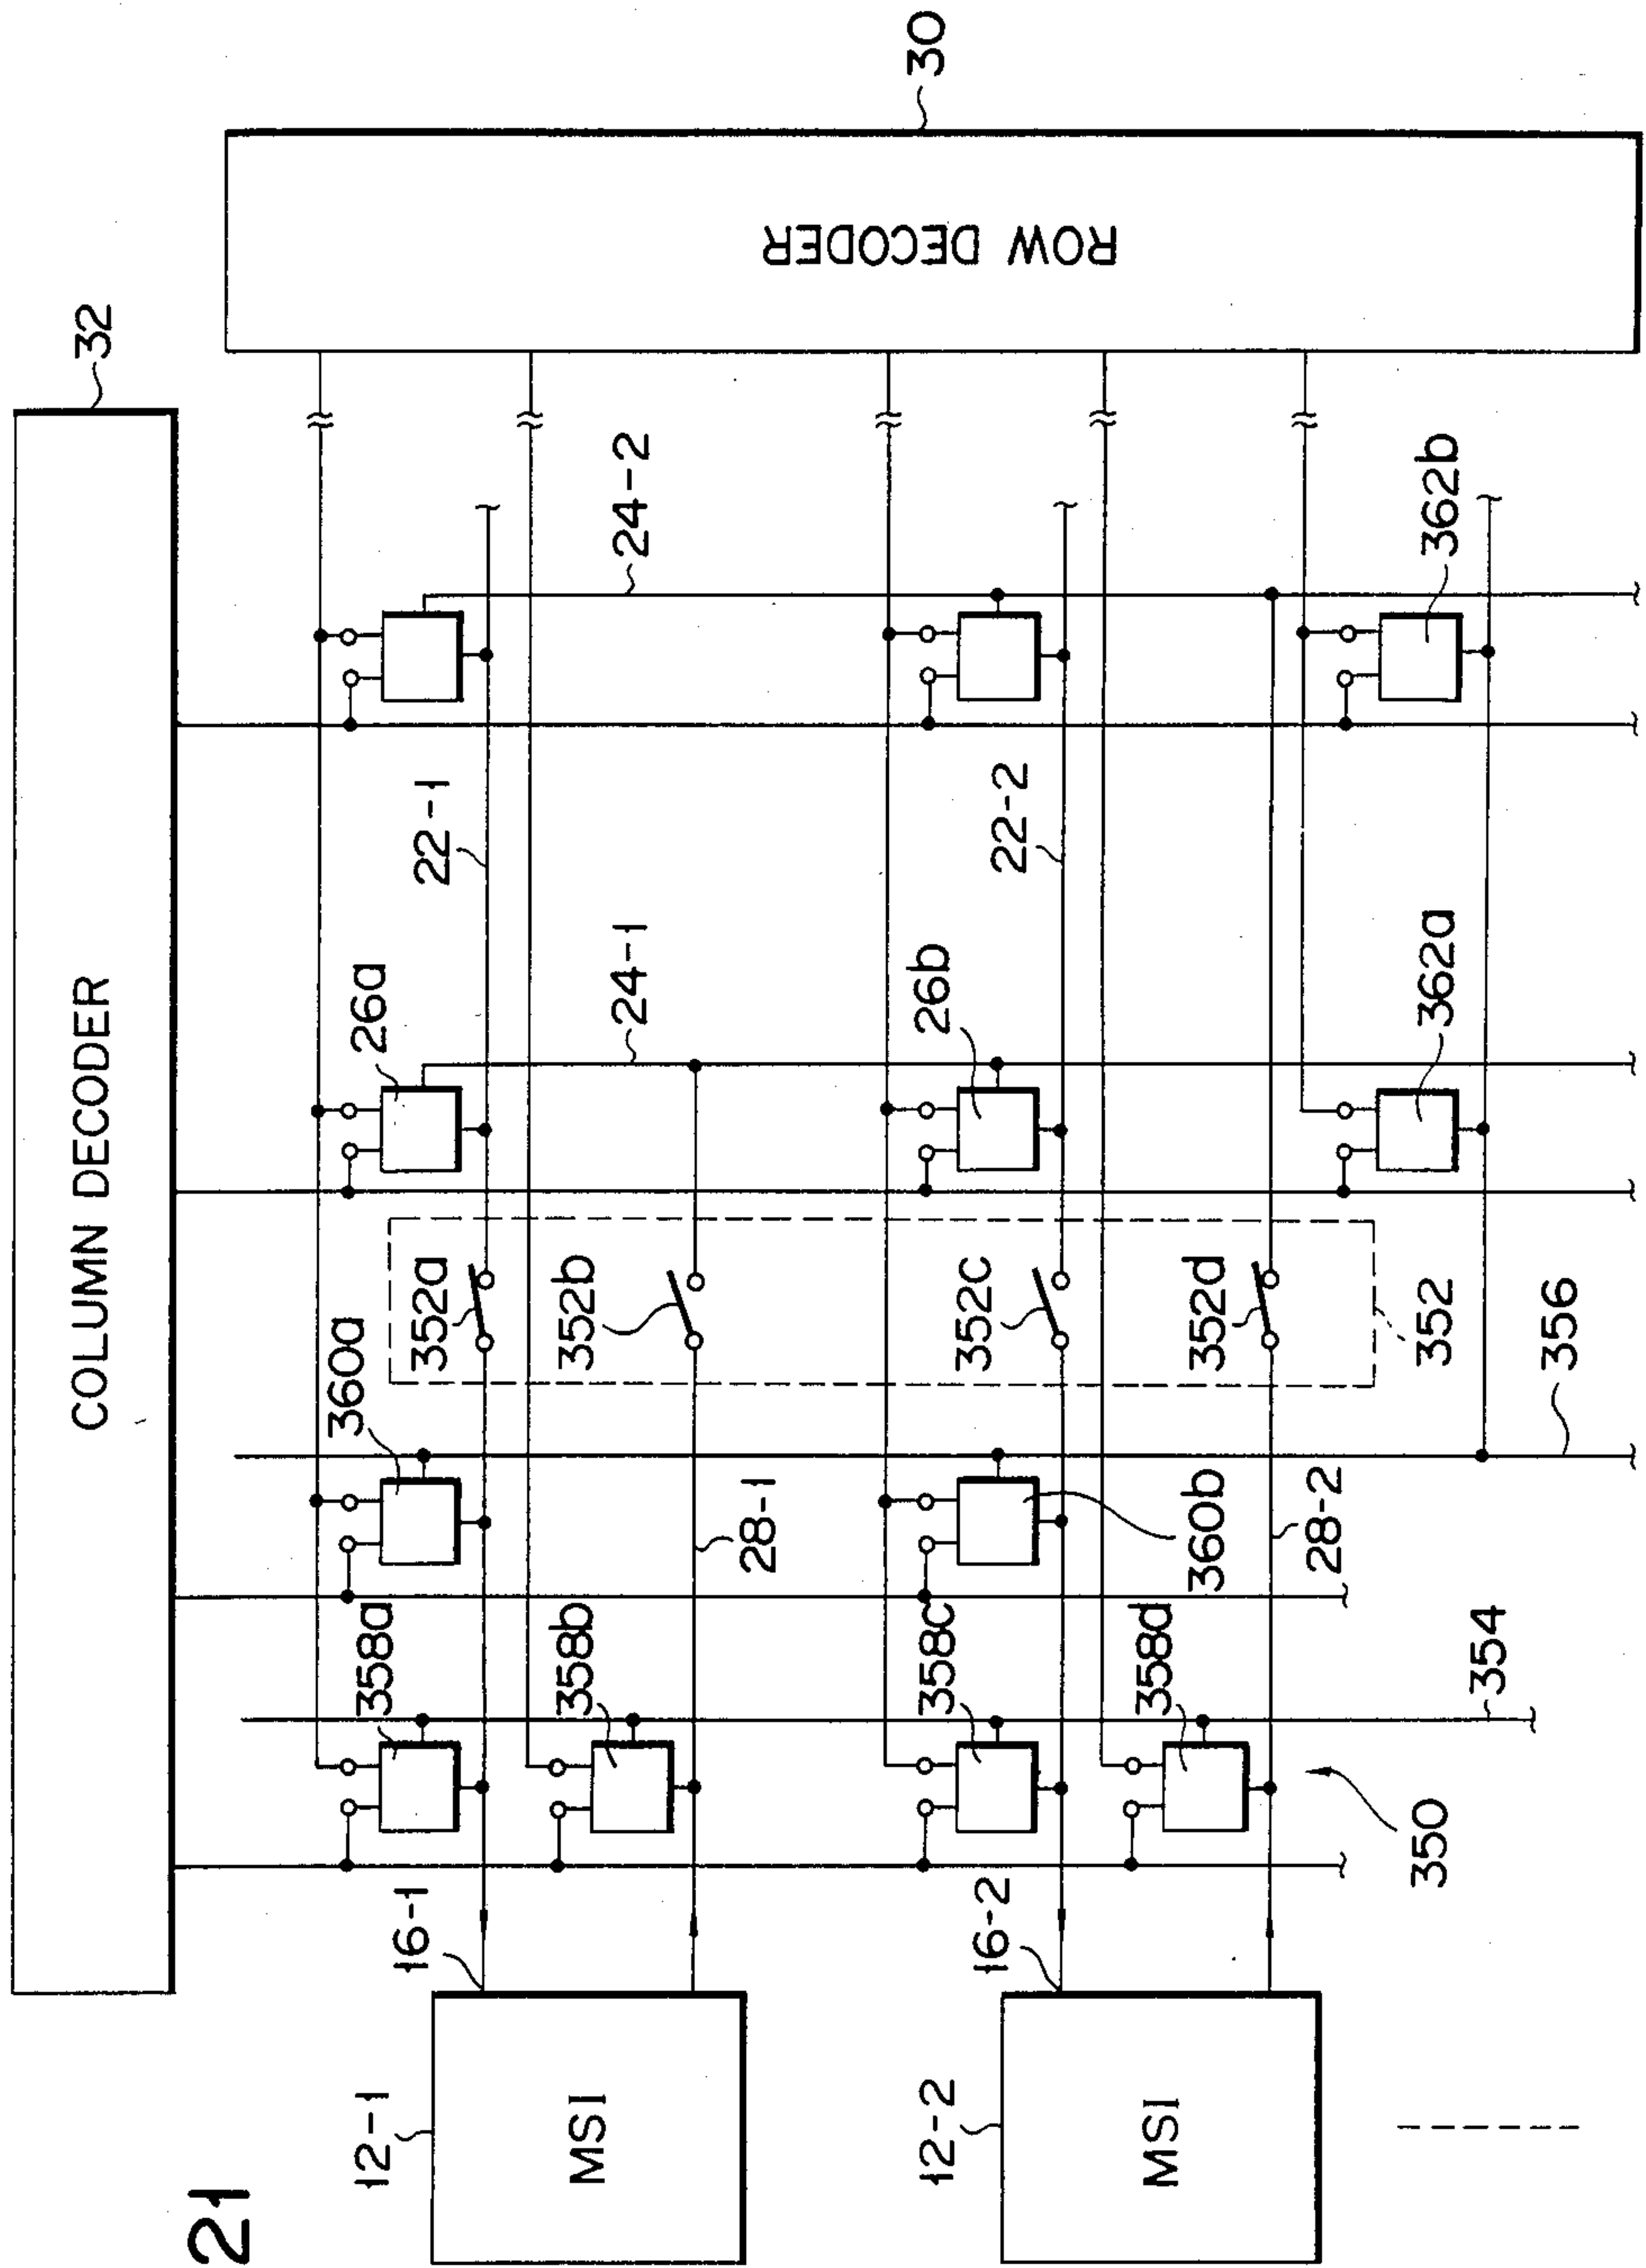 21
COLUMN DECODER
32
ROW DECODER
30
12-1
MSI
16-1
358a
360a
352a
26a
22-1
24-2
358b
28-1
352b
24-1
12-2
MSI
16-2
358c
360b
352c
26b
22-2
358d
28-2
352d
350
354
356
352
362a
362b